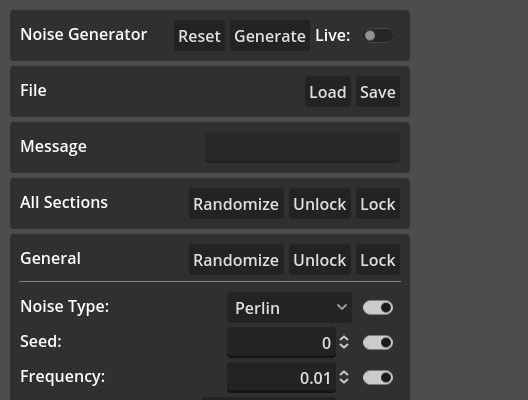 Noise Generator Reset Generate Live:
File Load Save
Message
All Sections Randomize Unlock Lock
General Randomize Unlock Lock
Noise Type: Perlin
Seed: 0
Frequency: 0.01